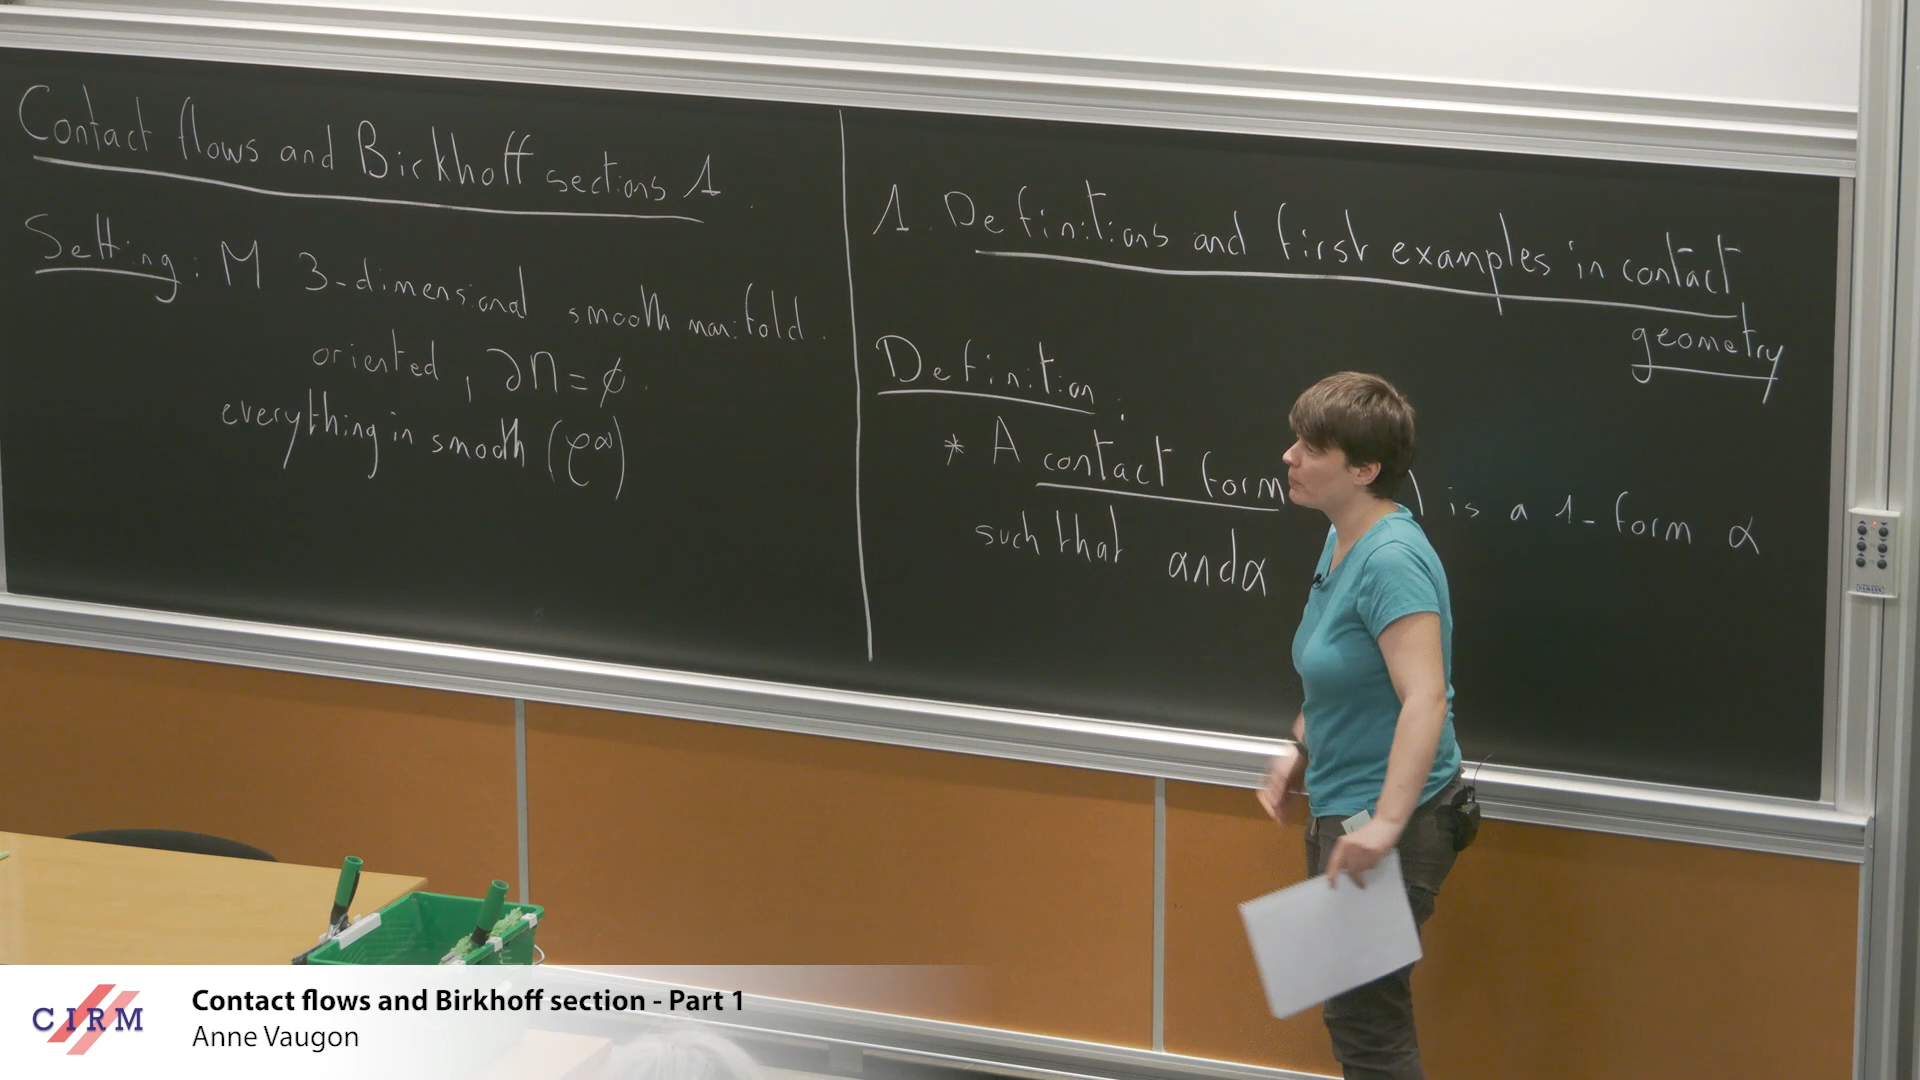 Contact flows and Birkhoff sections 1
Setting : M 3-dimensional smooth manifold.
oriented, ∂M = ∅.
everything in smooth (C^∞)
1. Definitions and first examples in contact
geometry
Definition :
* A contact form is a 1-form α
such that α∧dα
CIRM
Contact flows and Birkhoff section - Part 1
Anne Vaugon